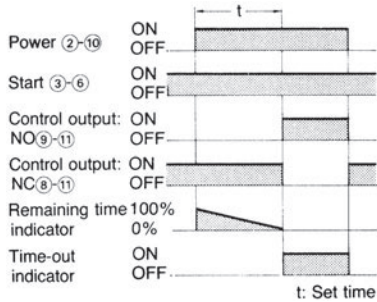 t
Power ②-⑩ ON
OFF
Start ③-⑥ ON
OFF
Control output: ON
NO⑨-⑪ OFF
Control output: ON
NC⑧-⑪ OFF
Remaining time 100%
indicator 0%
Time-out ON
indicator OFF
t: Set time